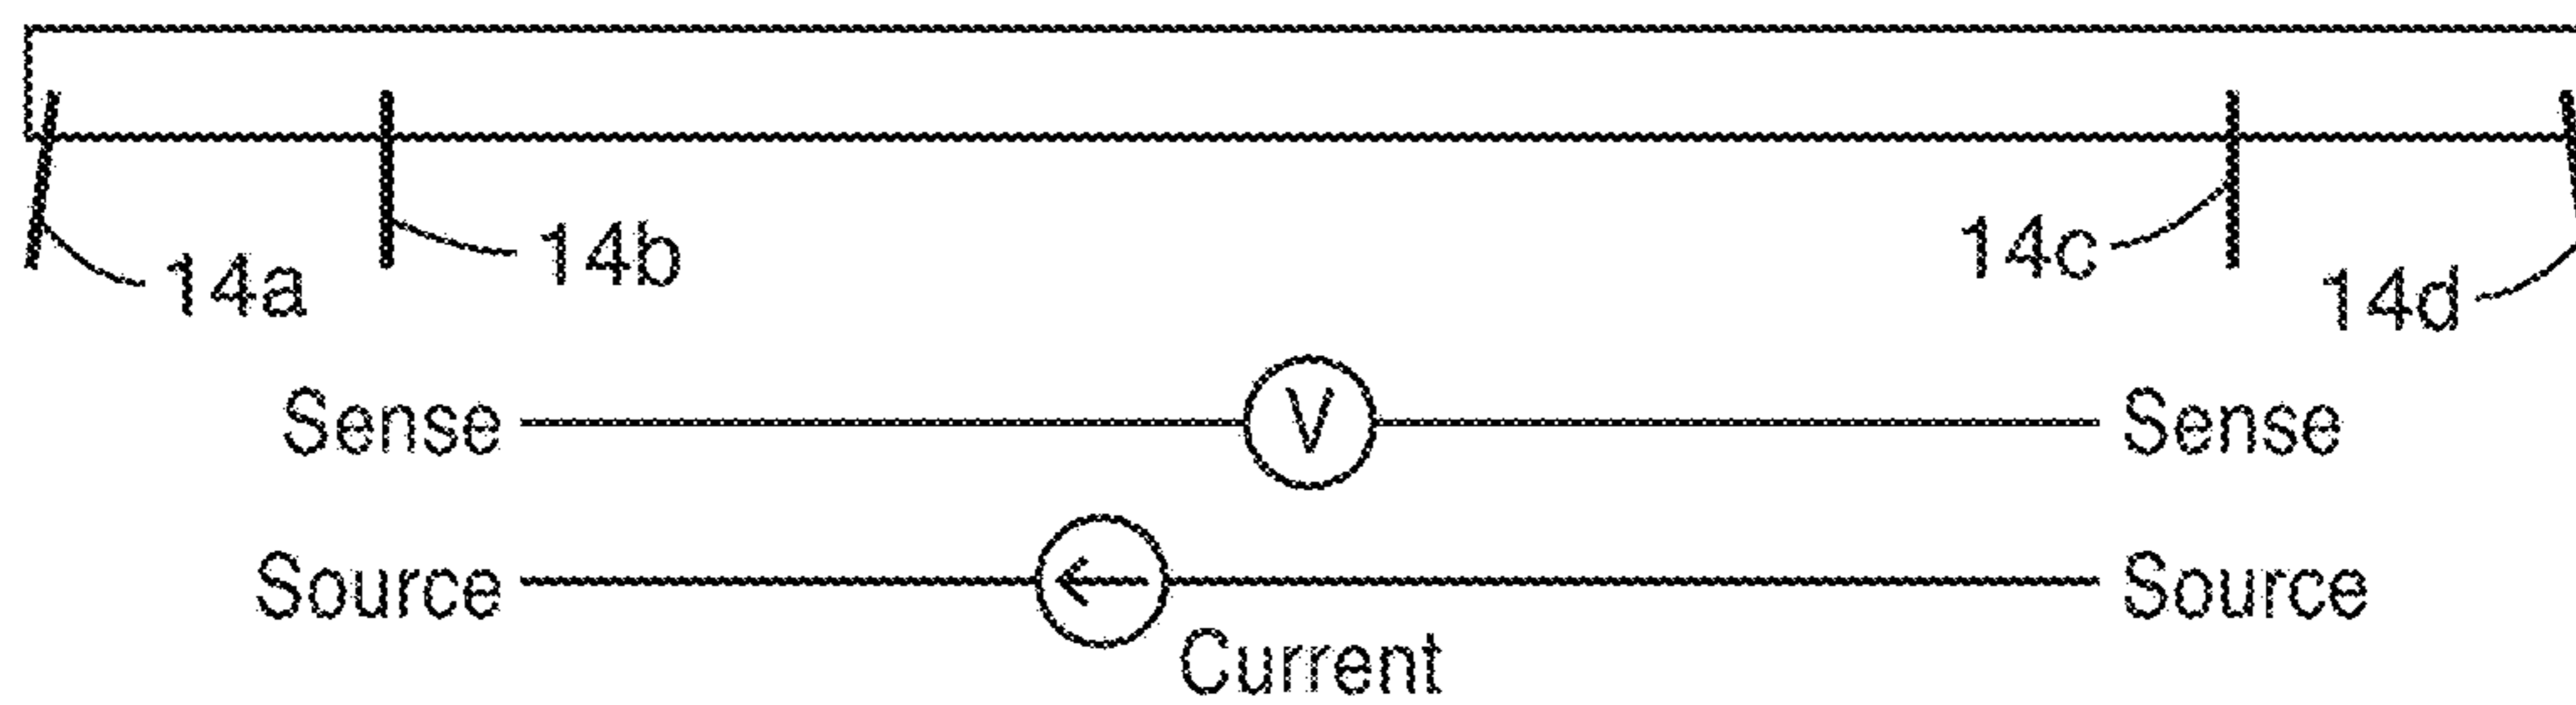 14a
14b
14c
14d
Sense V Sense
Source Source
Current